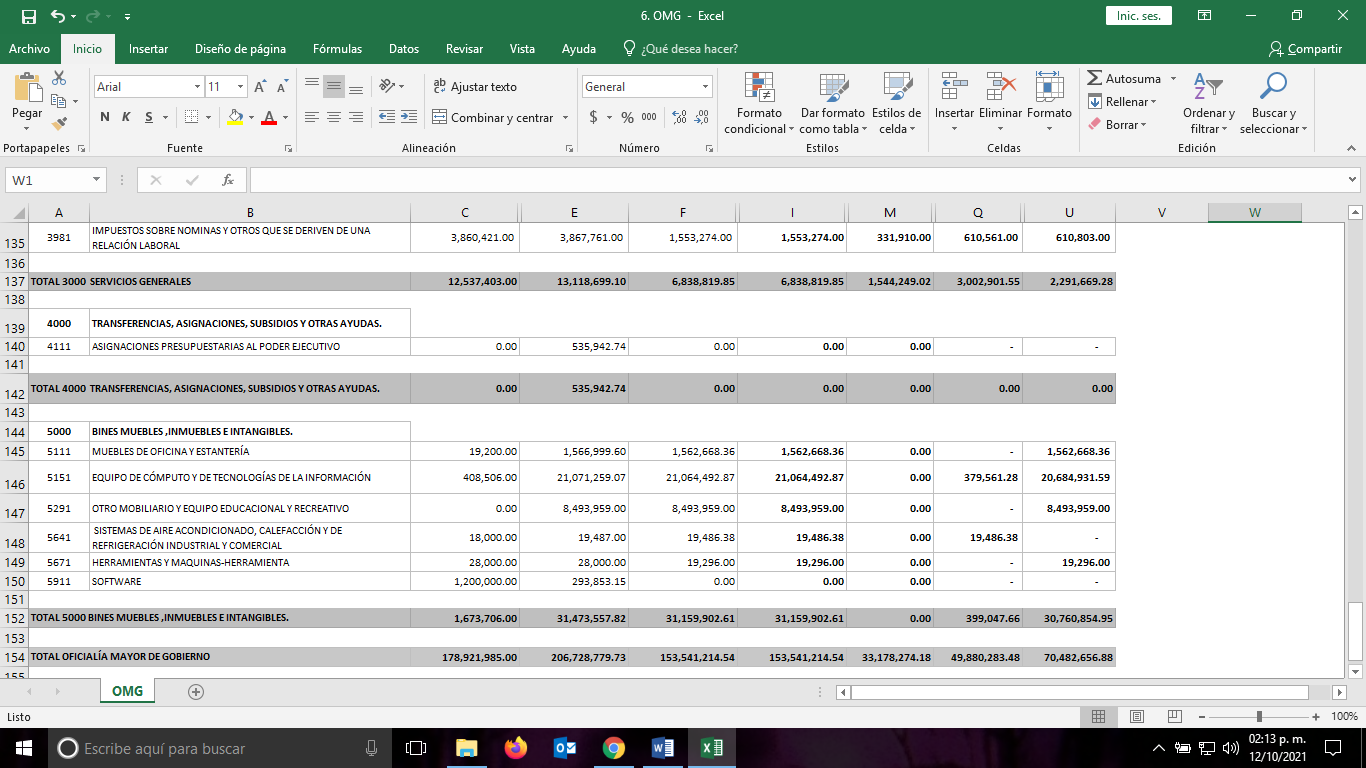 6. OMG - Excel
Inic. ses.
Archivo Inicio Insertar Diseño de página Fórmulas Datos Revisar Vista Ayuda ¿Qué desea hacer? Compartir
Pegar
Arial 11
N K S
Ajustar texto
Combinar y centrar
General
$ % 000
Formato condicional
Dar formato como tabla
Estilos de celda
Insertar Eliminar Formato
Autosuma
Rellenar
Borrar
Ordenar y filtrar
Buscar y seleccionar
Portapapeles Fuente Alineación Número Estilos Celdas Edición
W1 fx
A B C E F I M Q U V W
135 3981 IMPUESTOS SOBRE NOMINAS Y OTROS QUE SE DERIVEN DE UNA
RELACIÓN LABORAL 3,860,421.00 3,867,761.00 1,553,274.00 1,553,274.00 331,910.00 610,561.00 610,803.00
136
137 TOTAL 3000 SERVICIOS GENERALES 12,537,403.00 13,118,699.10 6,838,819.85 6,838,819.85 1,544,249.02 3,002,901.55 2,291,669.28
138
139 4000 TRANSFERENCIAS, ASIGNACIONES, SUBSIDIOS Y OTRAS AYUDAS.
140 4111 ASIGNACIONES PRESUPUESTARIAS AL PODER EJECUTIVO 0.00 535,942.74 0.00 0.00 0.00 - -
141
142 TOTAL 4000 TRANSFERENCIAS, ASIGNACIONES, SUBSIDIOS Y OTRAS AYUDAS. 0.00 535,942.74 0.00 0.00 0.00 0.00 0.00
143
144 5000 BINES MUEBLES ,INMUEBLES E INTANGIBLES.
145 5111 MUEBLES DE OFICINA Y ESTANTERÍA 19,200.00 1,566,999.60 1,562,668.36 1,562,668.36 0.00 - 1,562,668.36
146 5151 EQUIPO DE CÓMPUTO Y DE TECNOLOGÍAS DE LA INFORMACIÓN 408,506.00 21,071,259.07 21,064,492.87 21,064,492.87 0.00 379,561.28 20,684,931.59
147 5291 OTRO MOBILIARIO Y EQUIPO EDUCACIONAL Y RECREATIVO 0.00 8,493,959.00 8,493,959.00 8,493,959.00 0.00 - 8,493,959.00
148 5641 SISTEMAS DE AIRE ACONDICIONADO, CALEFACCIÓN Y DE
REFRIGERACIÓN INDUSTRIAL Y COMERCIAL 18,000.00 19,487.00 19,486.38 19,486.38 0.00 19,486.38 -
149 5671 HERRAMIENTAS Y MAQUINAS-HERRAMIENTA 28,000.00 28,000.00 19,296.00 19,296.00 0.00 - 19,296.00
150 5911 SOFTWARE 1,200,000.00 293,853.15 0.00 0.00 0.00 - -
151
152 TOTAL 5000 BINES MUEBLES ,INMUEBLES E INTANGIBLES. 1,673,706.00 31,473,557.82 31,159,902.61 31,159,902.61 0.00 399,047.66 30,760,854.95
153
154 TOTAL OFICIALÍA MAYOR DE GOBIERNO 178,921,985.00 206,728,779.73 153,541,214.54 153,541,214.54 33,178,274.18 49,880,283.48 70,482,656.88
155
OMG
Listo 100%
Escribe aquí para buscar
02:13 p. m.
12/10/2021